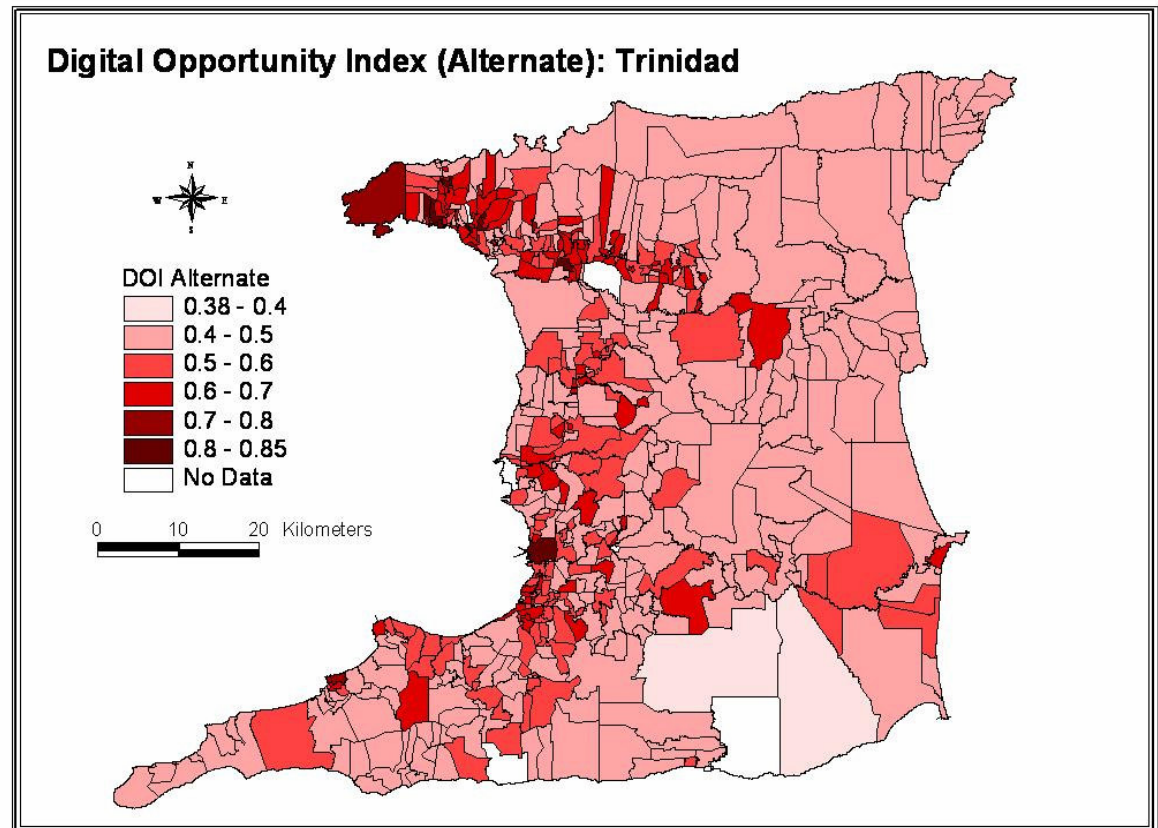 Digital Opportunity Index (Alternate): Trinidad
N
W E
S
DOI Alternate
0.38 - 0.4
0.4 - 0.5
0.5 - 0.6
0.6 - 0.7
0.7 - 0.8
0.8 - 0.85
No Data
0 10 20 Kilometers